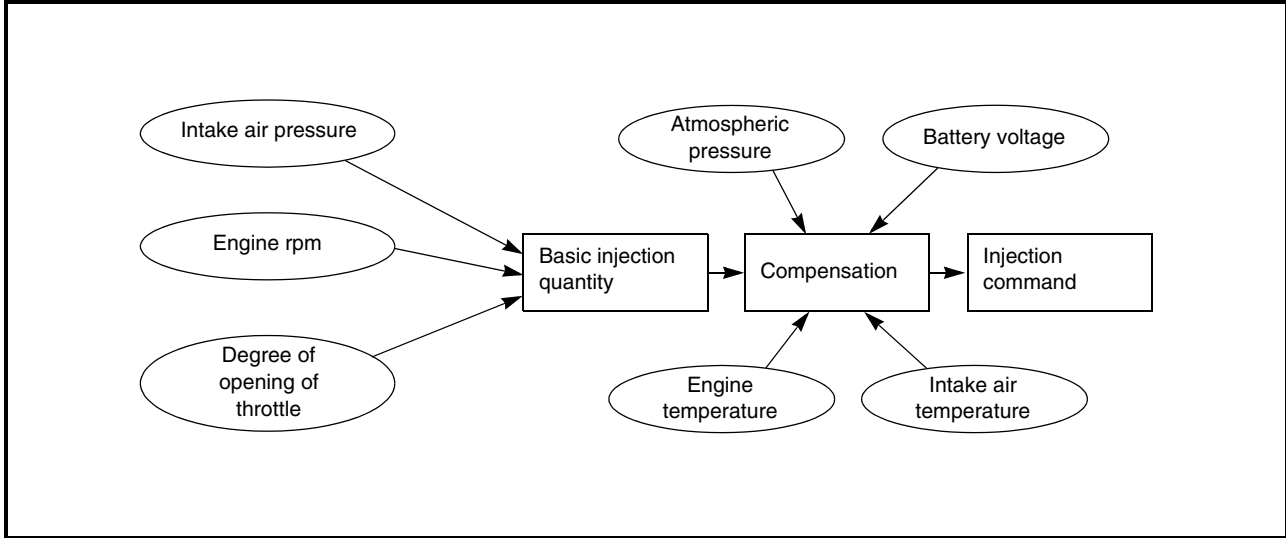 Intake air pressure
Engine rpm
Degree of
opening of
throttle
Basic injection
quantity
Atmospheric
pressure
Battery voltage
Compensation
Engine
temperature
Intake air
temperature
Injection
command